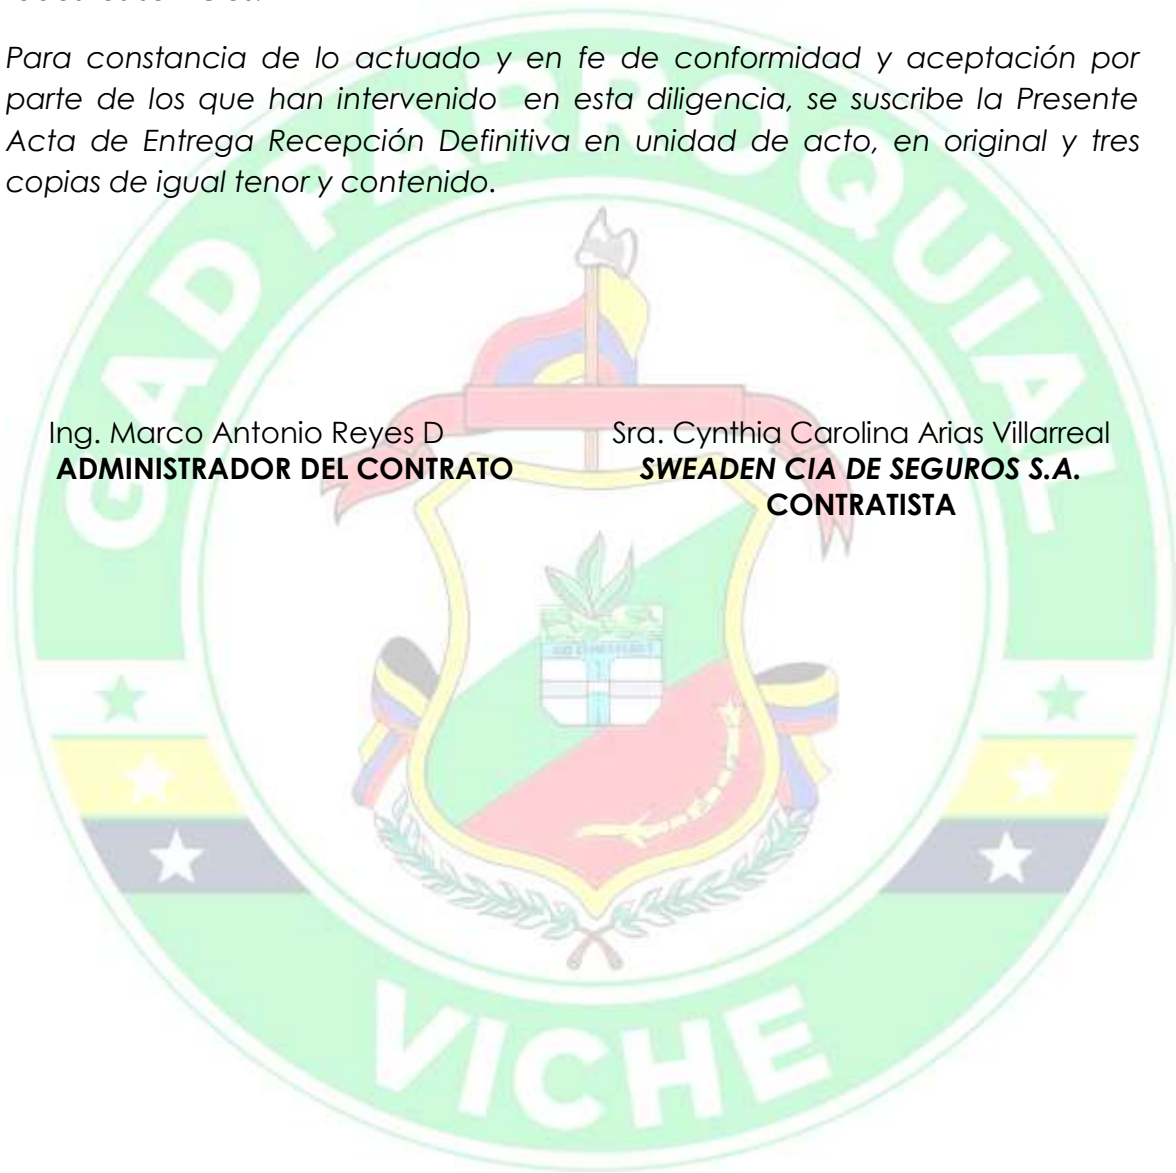 Para constancia de lo actuado y en fe de conformidad y aceptación por
parte de los que han intervenido en esta diligencia, se suscribe la Presente
Acta de Entrega Recepción Definitiva en unidad de acto, en original y tres
copias de igual tenor y contenido.
GAD PARROQUIAL
Ing. Marco Antonio Reyes D
ADMINISTRADOR DEL CONTRATO
Sra. Cynthia Carolina Arias Villarreal
SWEADEN CIA DE SEGUROS S.A.
CONTRATISTA
VICHE